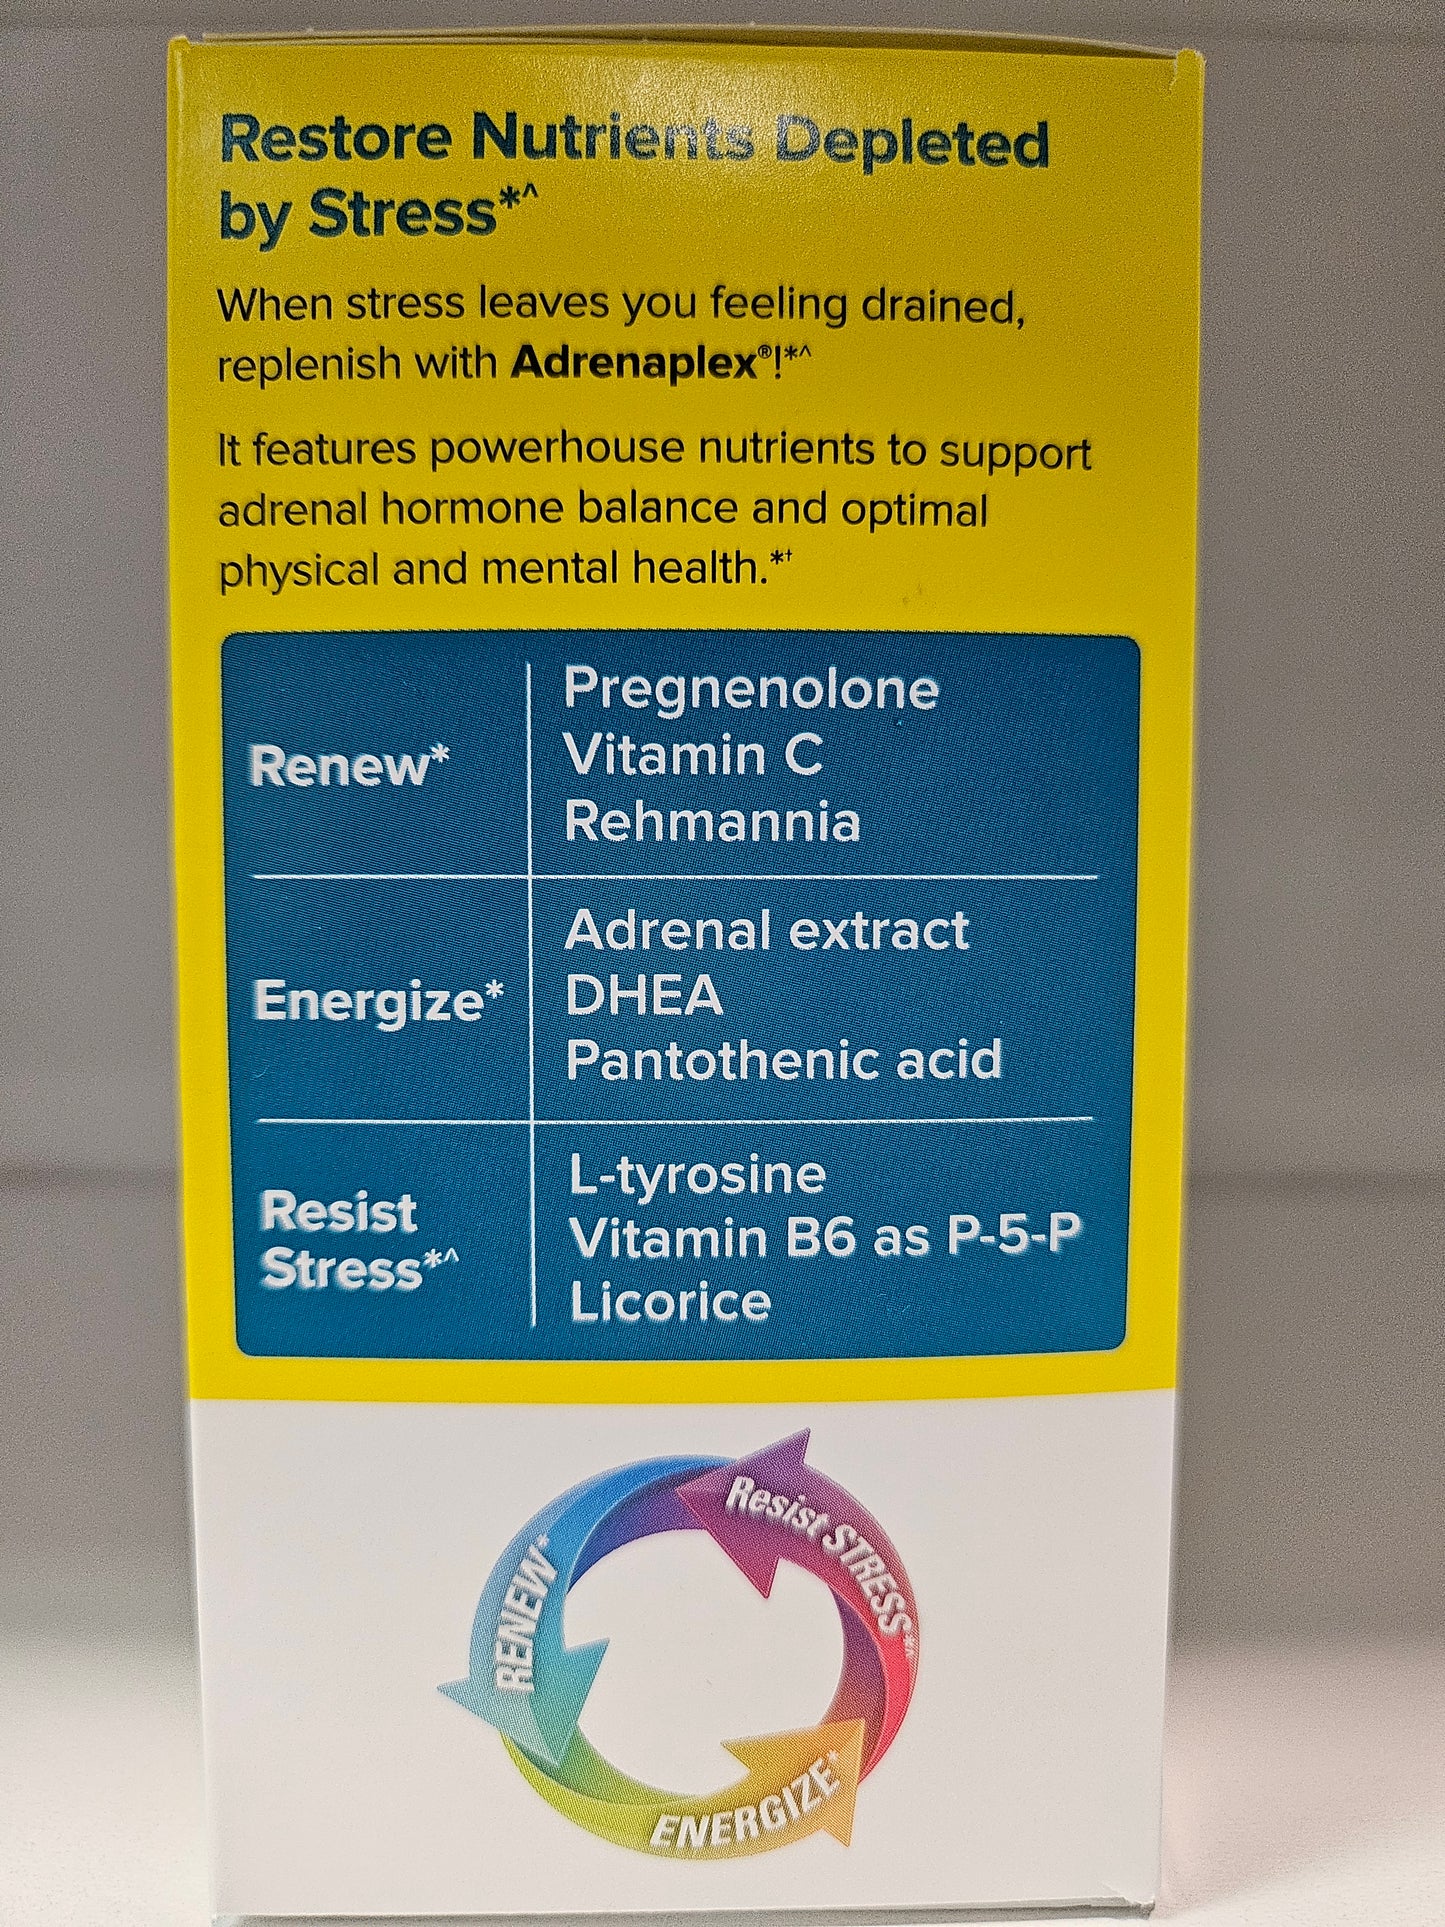 Restore Nutrients Depleted
by Stress*^
When stress leaves you feeling drained,
replenish with Adrenaplex®!*^
It features powerhouse nutrients to support
adrenal hormone balance and optimal
physical and mental health.*†
Renew*
Pregnenolone
Vitamin C
Rehmannia
Energize*
Adrenal extract
DHEA
Pantothenic acid
Resist
Stress*^
L-tyrosine
Vitamin B6 as P-5-P
Licorice
Resist STRESS*^
RENEW*
ENERGIZE*